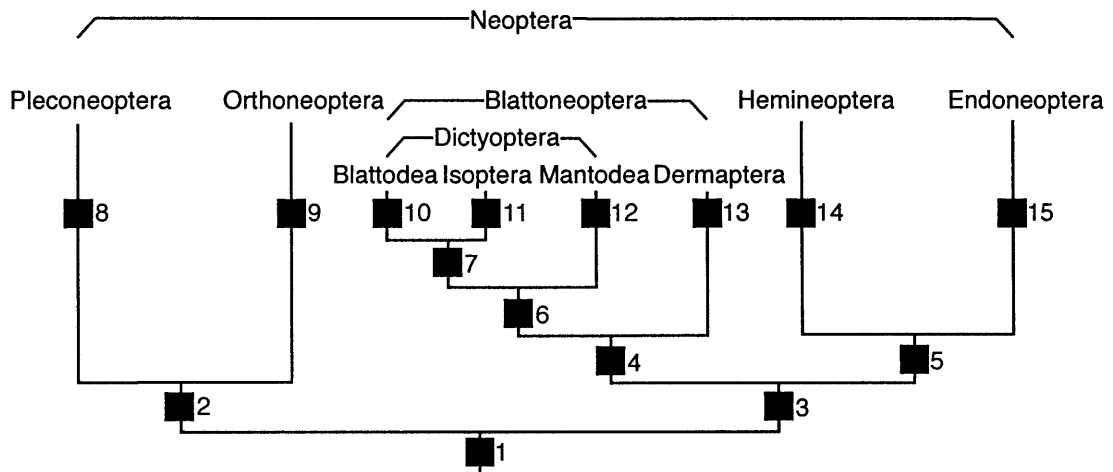 Neoptera
Pleconeoptera Orthoneoptera Blattoneoptera Hemineoptera Endoneoptera
Dictyoptera
Blattodea Isoptera Mantodea Dermaptera
8 9 10 11 12 13 14 15
7
6
4 5
2 3
1